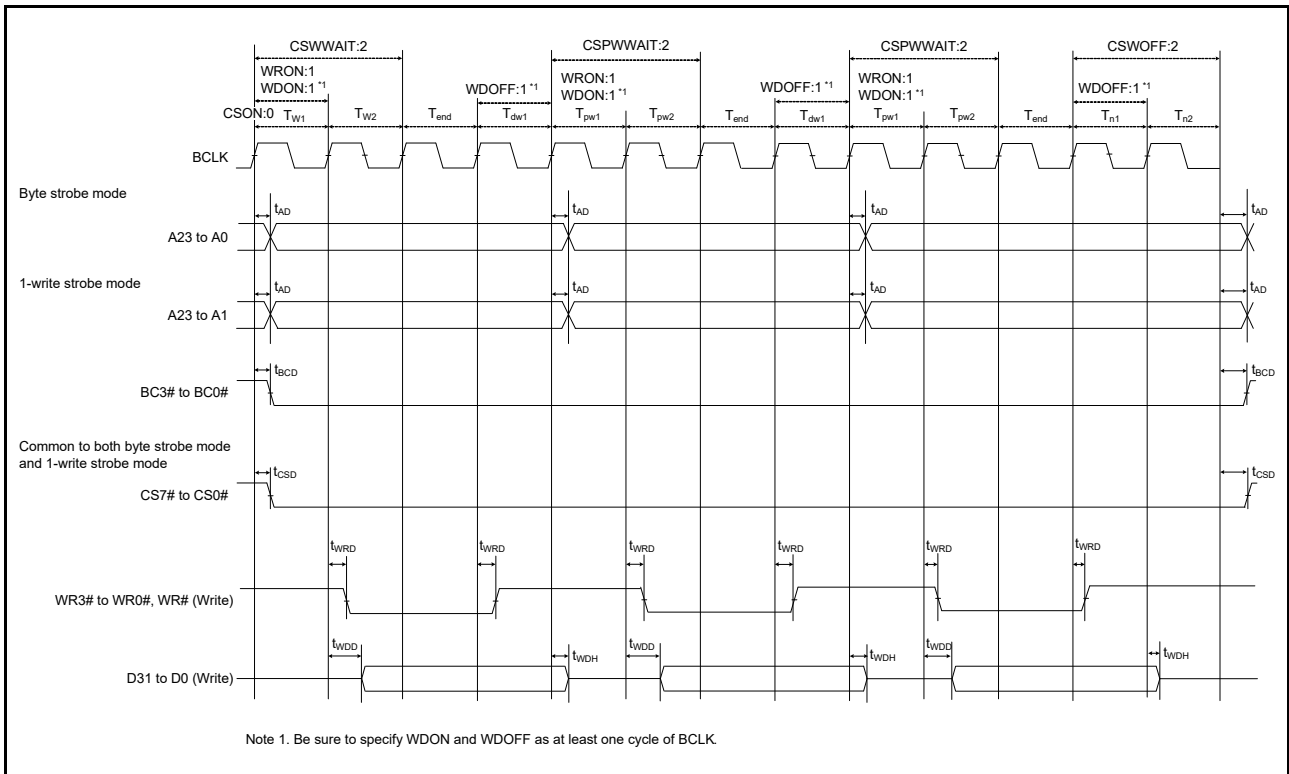 CSWWAIT:2
CSPWWAIT:2
CSPWWAIT:2
CSWOFF:2
WRON:1
WDON:1 *1
WDOFF:1 *1
WRON:1
WDON:1 *1
WDOFF:1 *1
WRON:1
WDON:1 *1
WDOFF:1 *1
CSON:0
TW1
TW2
Tend
Tdw1
Tpw1
Tpw2
Tend
Tdw1
Tpw1
Tpw2
Tend
Tn1
Tn2
BCLK
Byte strobe mode
tAD
tAD
tAD
tAD
A23 to A0
1-write strobe mode
tAD
tAD
tAD
tAD
A23 to A1
tBCD
tBCD
BC3# to BC0#
Common to both byte strobe mode
and 1-write strobe mode
tCSD
tCSD
CS7# to CS0#
tWRD
tWRD
tWRD
tWRD
tWRD
tWRD
WR3# to WR0#, WR# (Write)
tWDD
tWDH
tWDD
tWDH
tWDD
tWDH
D31 to D0 (Write)
Note 1. Be sure to specify WDON and WDOFF as at least one cycle of BCLK.